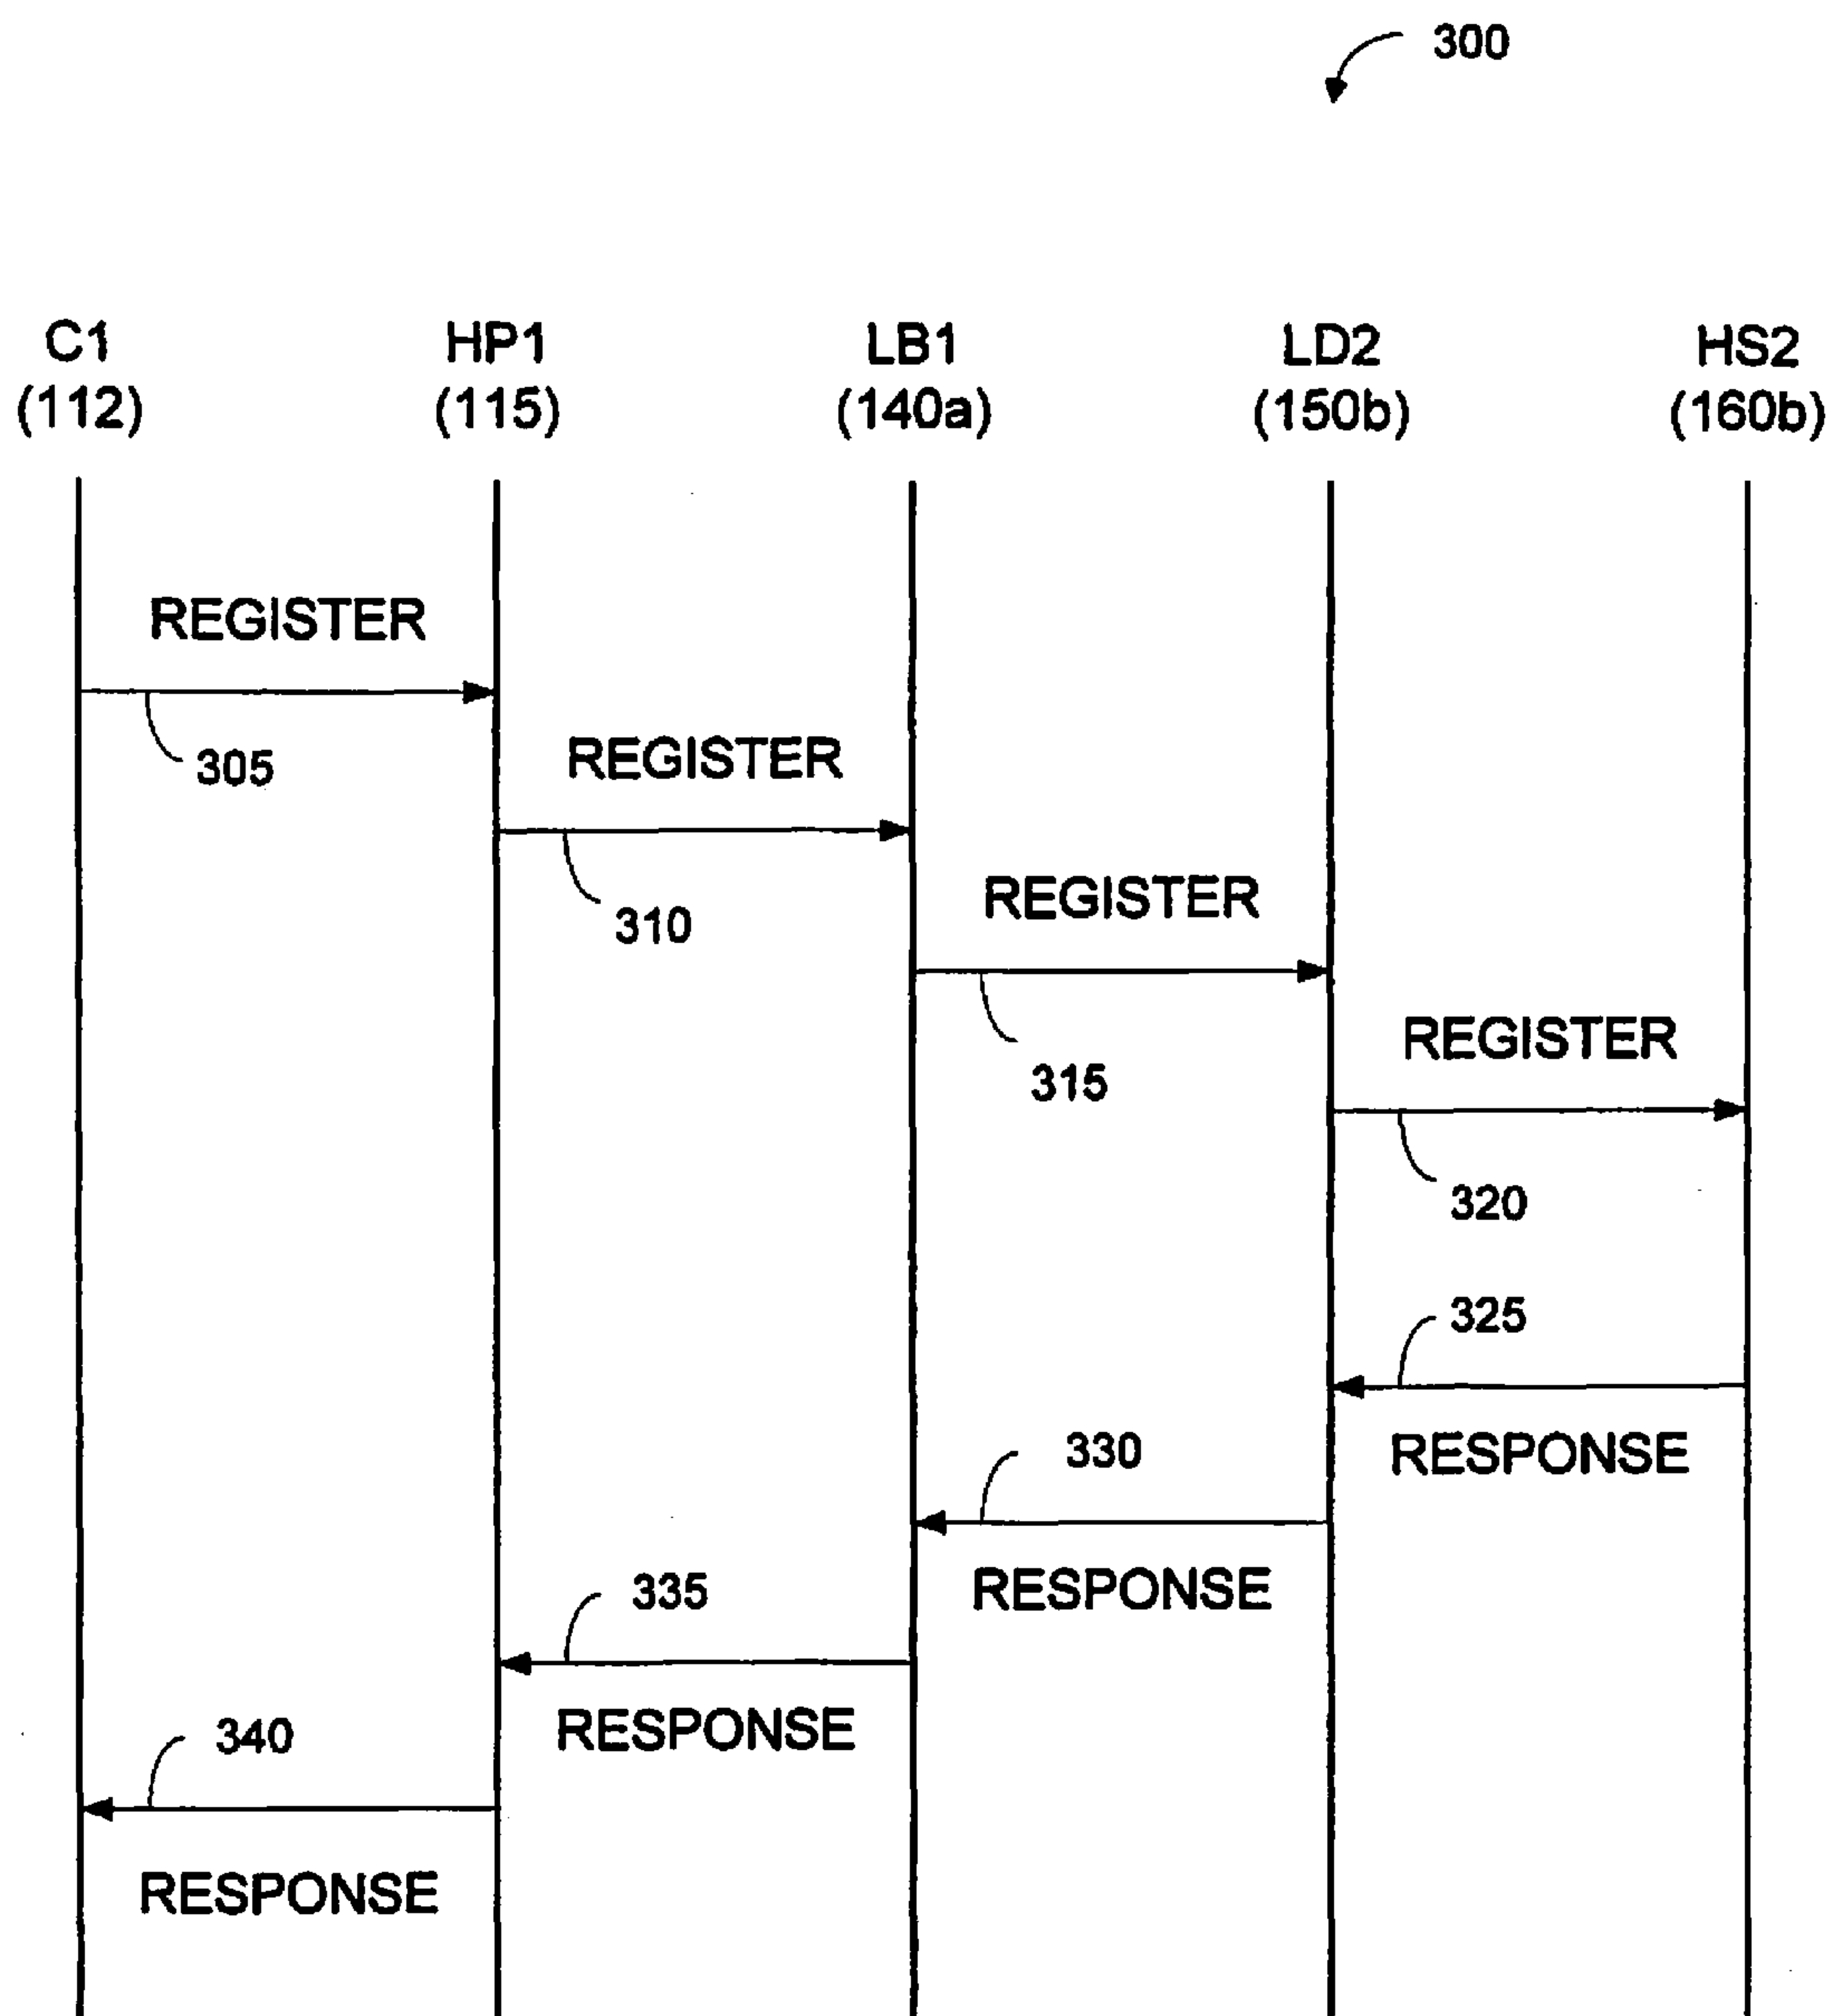 300
C1
(112)
HP1
(115)
LB1
(140a)
LD2
(150b)
HS2
(160b)
REGISTER
305
REGISTER
310
REGISTER
315
REGISTER
320
325
RESPONSE
330
RESPONSE
335
RESPONSE
340
RESPONSE